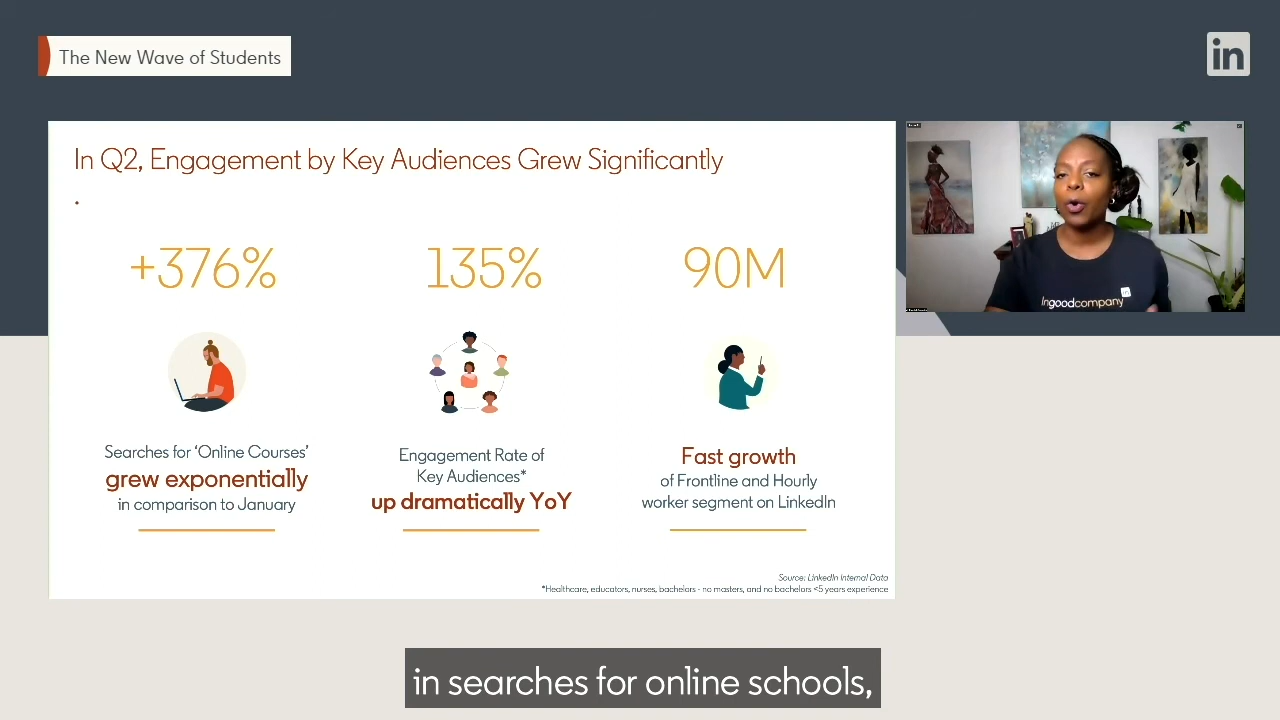 The New Wave of Students
in
In Q2, Engagement by Key Audiences Grew Significantly
.
+376%
135%
90M
Searches for ‘Online Courses’
grew exponentially
in comparison to January
Engagement Rate of
Key Audiences*
up dramatically YoY
Fast growth
of Frontline and Hourly
worker segment on LinkedIn
Source: LinkedIn Internal Data
*Healthcare, educators, nurses, bachelors - no masters, and no bachelors <5 years experience
in
Ingoodcompany
in searches for online schools,